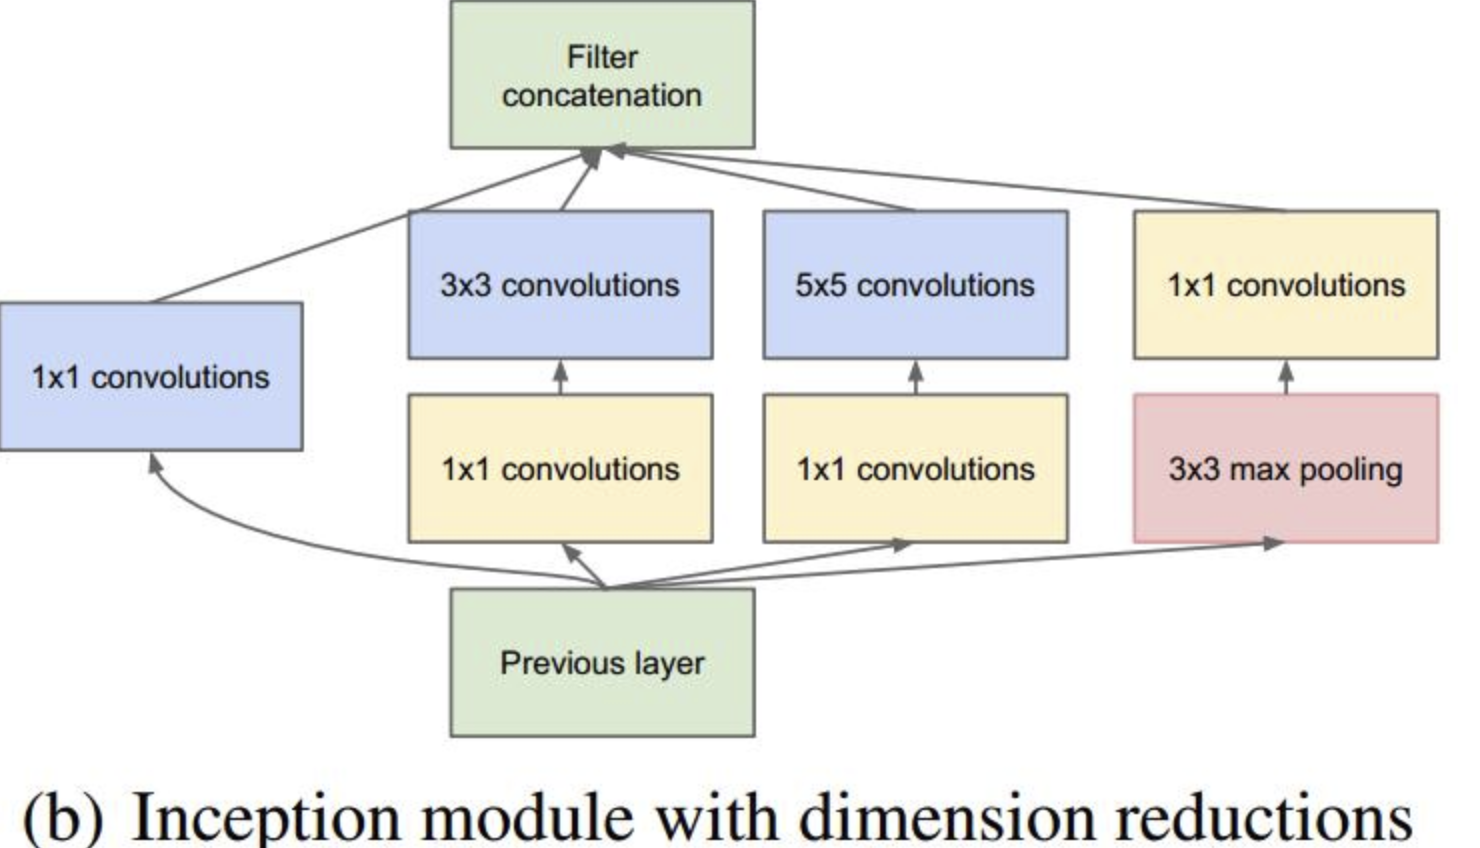 Filter
concatenation
3x3 convolutions
5x5 convolutions
1x1 convolutions
1x1 convolutions
1x1 convolutions
1x1 convolutions
3x3 max pooling
Previous layer
(b) Inception module with dimension reductions